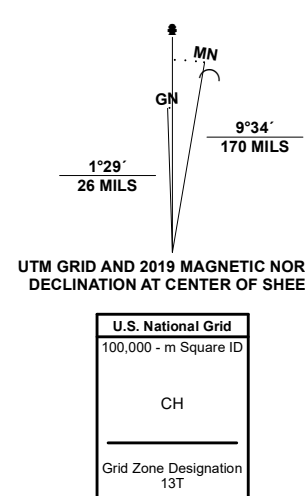 MN
GN
9°34´
170 MILS
1°29´
26 MILS
UTM GRID AND 2019 MAGNETIC NOR
DECLINATION AT CENTER OF SHEE
U.S. National Grid
100,000 - m Square ID
CH
Grid Zone Designation
13T